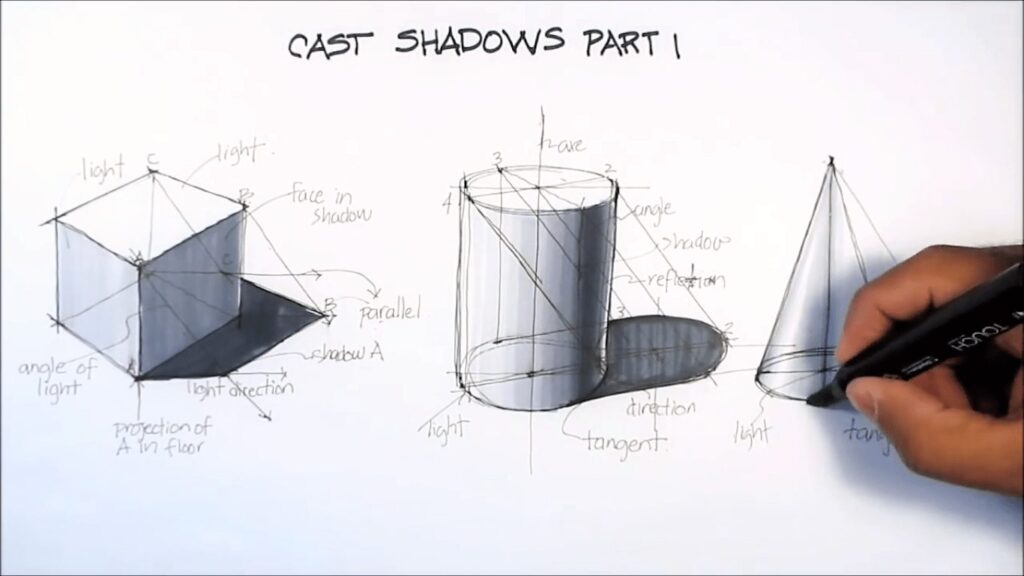 CAST SHADOWS PART 1
light
C
light
B
face in
shadow
A
C
B
parallel
shadow A
angle of
light
light direction
projection of
A in floor
3
axe
2
4
angle
shadow
reflection
3
2
light
direction
tangent
light
tang
TOUCH